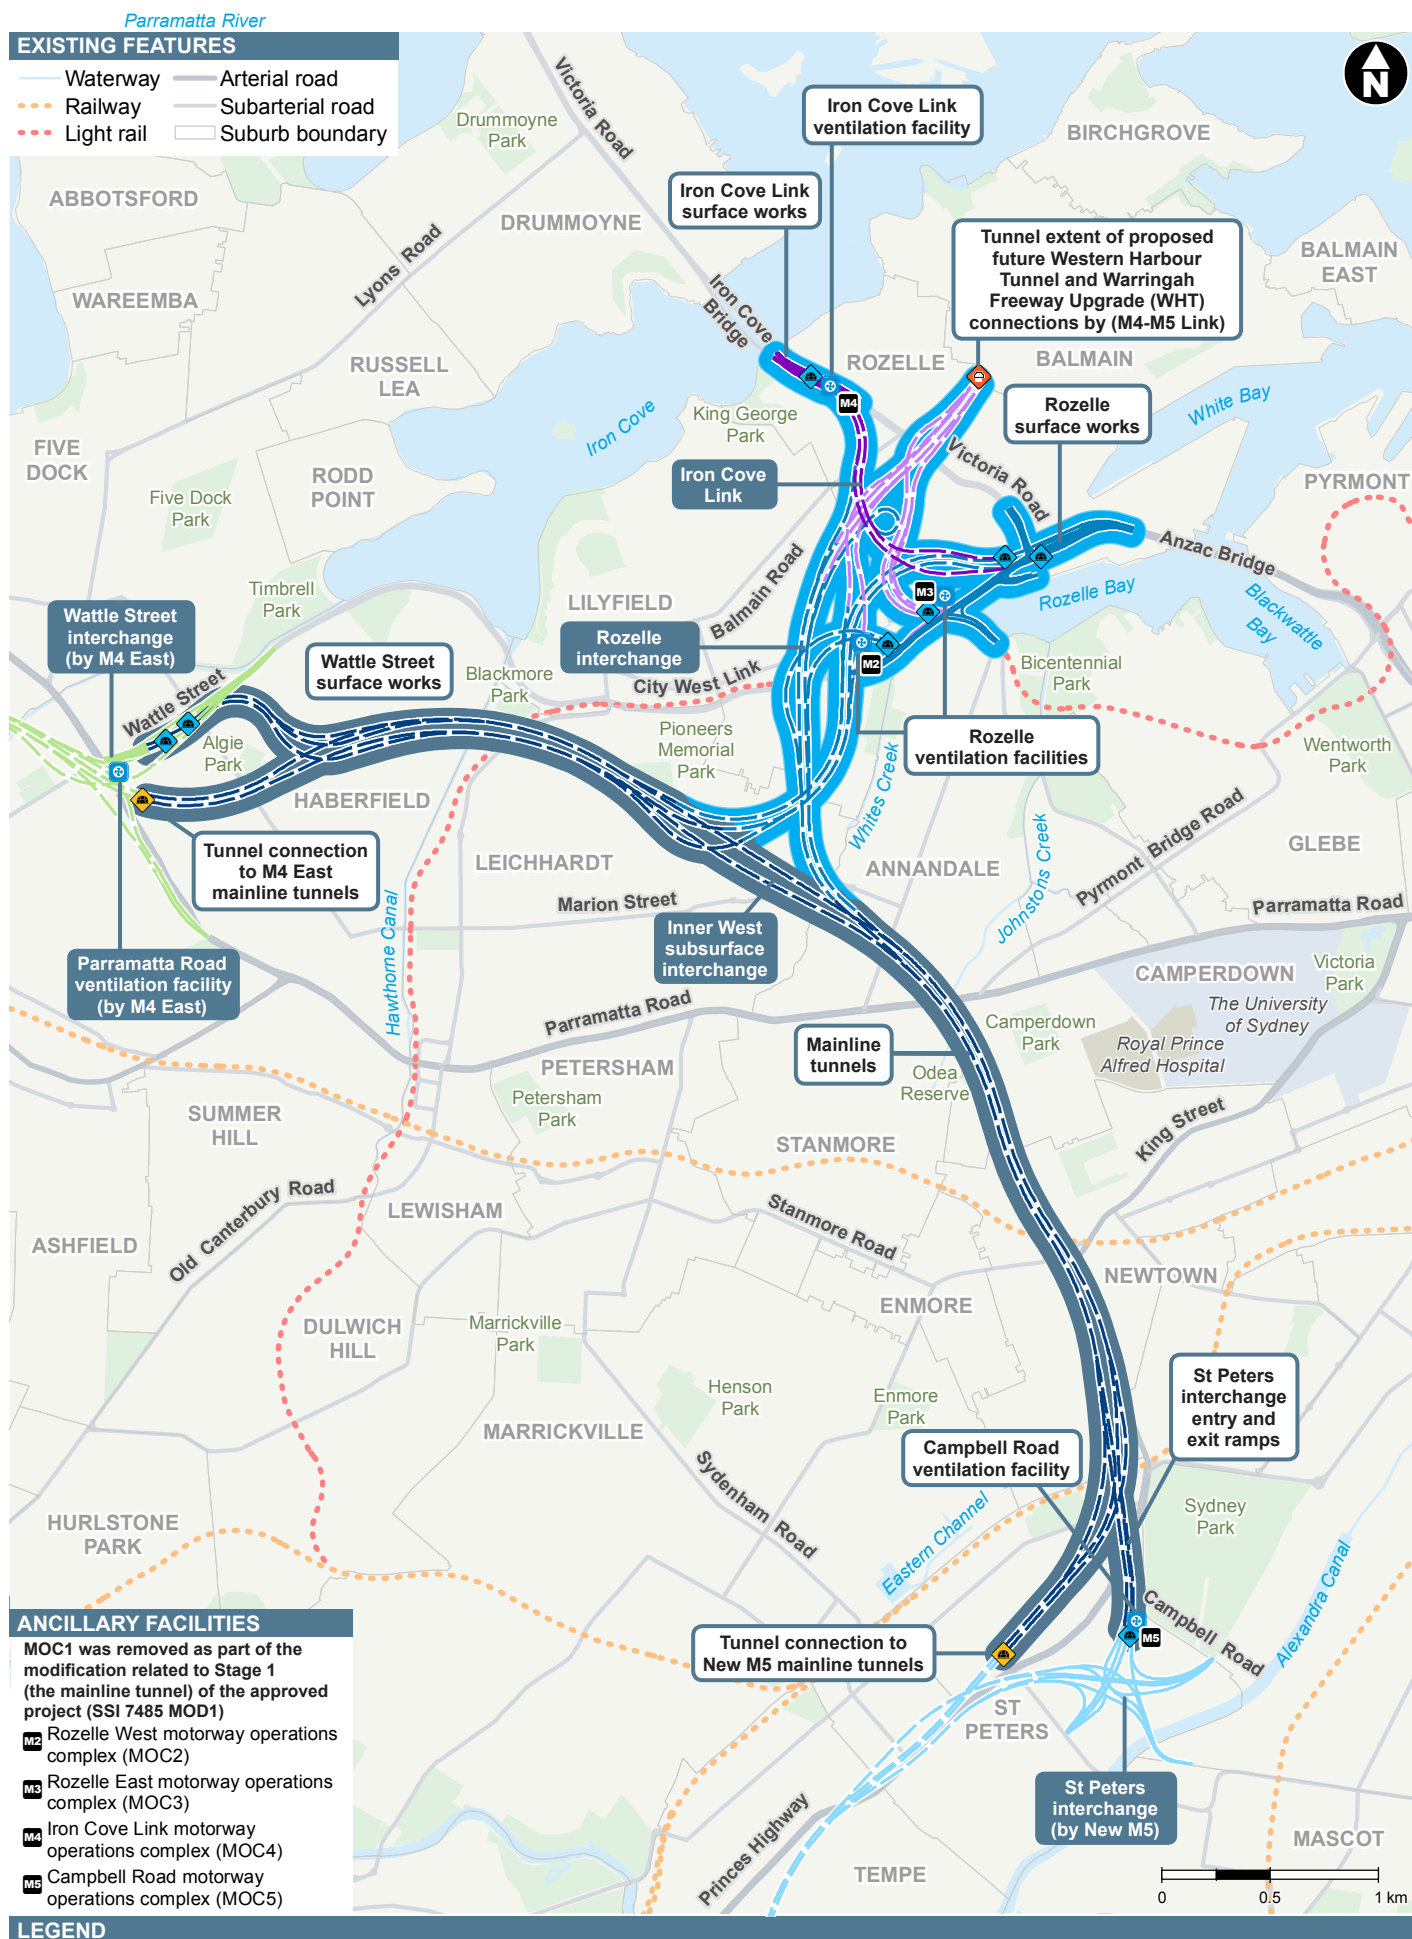 Parramatta River
EXISTING FEATURES
Waterway
Arterial road
Railway
Subarterial road
Light rail
Suburb boundary
N
Victoria Road
Drummoyne
Park
Iron Cove Link
ventilation facility
BIRCHGROVE
ABBOTSFORD
Iron Cove Link
surface works
DRUMMOYNE
Lyons Road
Tunnel extent of proposed
future Western Harbour
Tunnel and Warringah
Freeway Upgrade (WHT)
connections by (M4-M5 Link)
BALMAIN
EAST
WAREEMBA
Iron Cove
Bridge
RUSSELL
LEA
ROZELLE
BALMAIN
White Bay
Rozelle
surface works
M4
King George
Park
Iron Cove
FIVE
DOCK
RODD
POINT
Five Dock
Park
Iron Cove
Link
Victoria Road
PYRMONT
Anzac Bridge
Balmain Road
Timbrell
Park
LILYFIELD
M3
Rozelle Bay
Blackwattle
Bay
Wattle Street
interchange
(by M4 East)
Rozelle
interchange
M2
Wattle Street
surface works
Blackmore
Park
City West Link
Bicentennial
Park
Wattle Street
Algie
Park
Pioneers
Memorial
Park
Rozelle
ventilation facilities
Wentworth
Park
HABERFIELD
Whites Creek
Tunnel connection
to M4 East
mainline tunnels
LEICHHARDT
ANNANDALE
Johnstons Creek
Pyrmont Bridge Road
GLEBE
Marion Street
Parramatta Road
Hawthorne Canal
Inner West
subsurface
interchange
Parramatta Road
ventilation facility
(by M4 East)
CAMPERDOWN
Victoria
Park
The University
of Sydney
Parramatta Road
Camperdown
Park
Royal Prince
Alfred Hospital
Mainline
tunnels
PETERSHAM
Odea
Reserve
Petersham
Park
SUMMER
HILL
King Street
STANMORE
Old Canterbury Road
LEWISHAM
Stanmore Road
ASHFIELD
NEWTOWN
ENMORE
DULWICH
HILL
Marrickville
Park
Henson
Park
Enmore
Park
St Peters
interchange
entry and
exit ramps
MARRICKVILLE
Campbell Road
ventilation facility
Sydenham Road
Sydney
Park
HURLSTONE
PARK
Eastern Channel
Alexandra Canal
Campbell Road
M5
ANCILLARY FACILITIES
MOC1 was removed as part of the
modification related to Stage 1
(the mainline tunnel) of the approved
project (SSI 7485 MOD1)
M2 Rozelle West motorway operations
complex (MOC2)
M3 Rozelle East motorway operations
complex (MOC3)
M4 Iron Cove Link motorway
operations complex (MOC4)
M5 Campbell Road motorway
operations complex (MOC5)
Tunnel connection to
New M5 mainline tunnels
ST
PETERS
St Peters
interchange
(by New M5)
Princes Highway
TEMPE
MASCOT
0 0.5 1 km
LEGEND